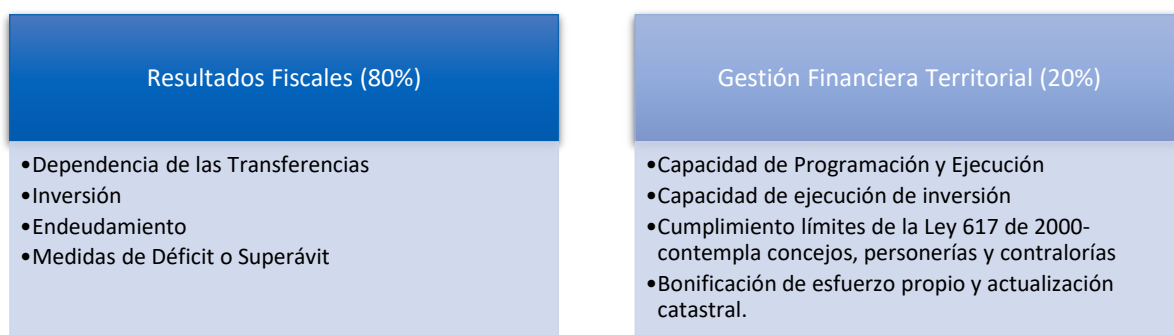 Resultados Fiscales (80%)
•Dependencia de las Transferencias
•Inversión
•Endeudamiento
•Medidas de Déficit o Superávit
Gestión Financiera Territorial (20%)
•Capacidad de Programación y Ejecución
•Capacidad de ejecución de inversión
•Cumplimiento límites de la Ley 617 de 2000-
contempla concejos, personerías y contralorías
•Bonificación de esfuerzo propio y actualización
catastral.